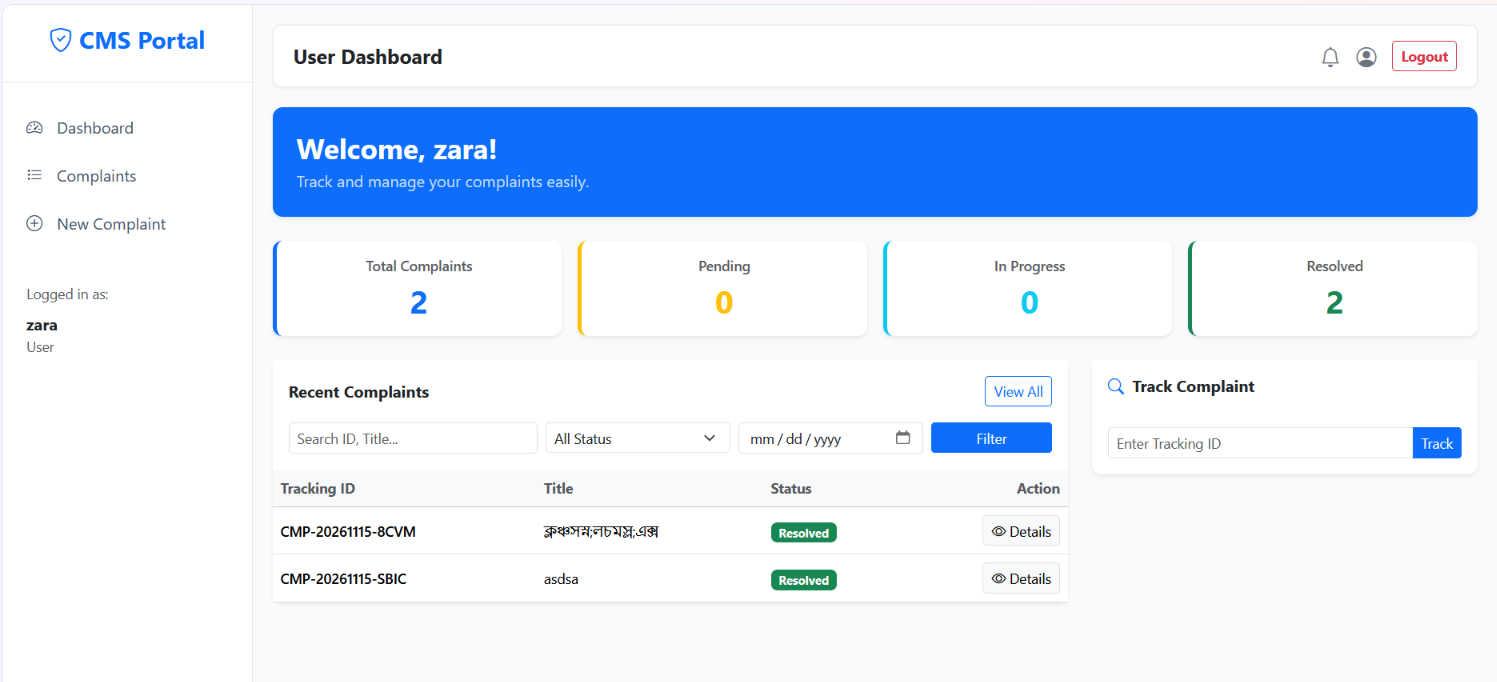 CMS Portal
Dashboard
Complaints
New Complaint
Logged in as:
zara
User
User Dashboard
Logout
Welcome, zara!
Track and manage your complaints easily.
Total Complaints
2
Pending
0
In Progress
0
Resolved
2
Recent Complaints
View All
Search ID, Title...
All Status
mm / dd / yyyy
Filter
Tracking ID Title Status Action
CMP-20261115-8CVM Resolved Details
CMP-20261115-SBIC asdsa Resolved Details
Track Complaint
Enter Tracking ID
Track